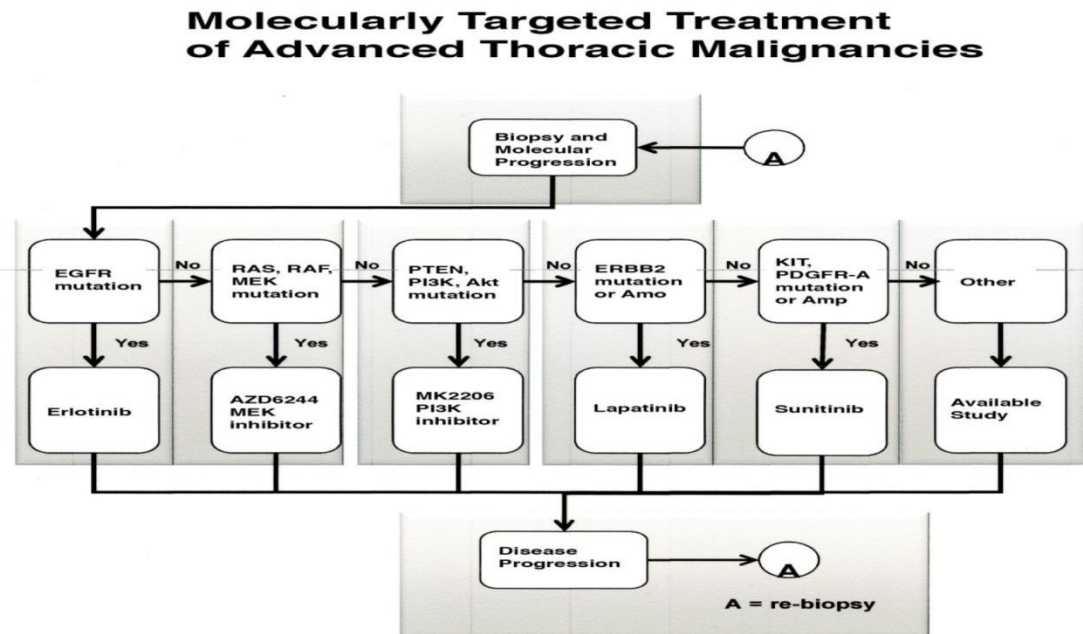 Molecularly Targeted Treatment
of Advanced Thoracic Malignancies
Biopsy and
Molecular
Progression
A
EGFR
mutation
No
RAS, RAF,
MEK
mutation
No
PTEN,
PI3K, Akt
mutation
No
ERBB2
mutation
or Amo
No
KIT,
PDGFR-A
mutation
or Amp
No
Other
Yes
Yes
Yes
Yes
Yes
Erlotinib
AZD6244
MEK
inhibitor
MK2206
PI3K
inhibitor
Lapatinib
Sunitinib
Available
Study
Disease
Progression
A
A = re-biopsy